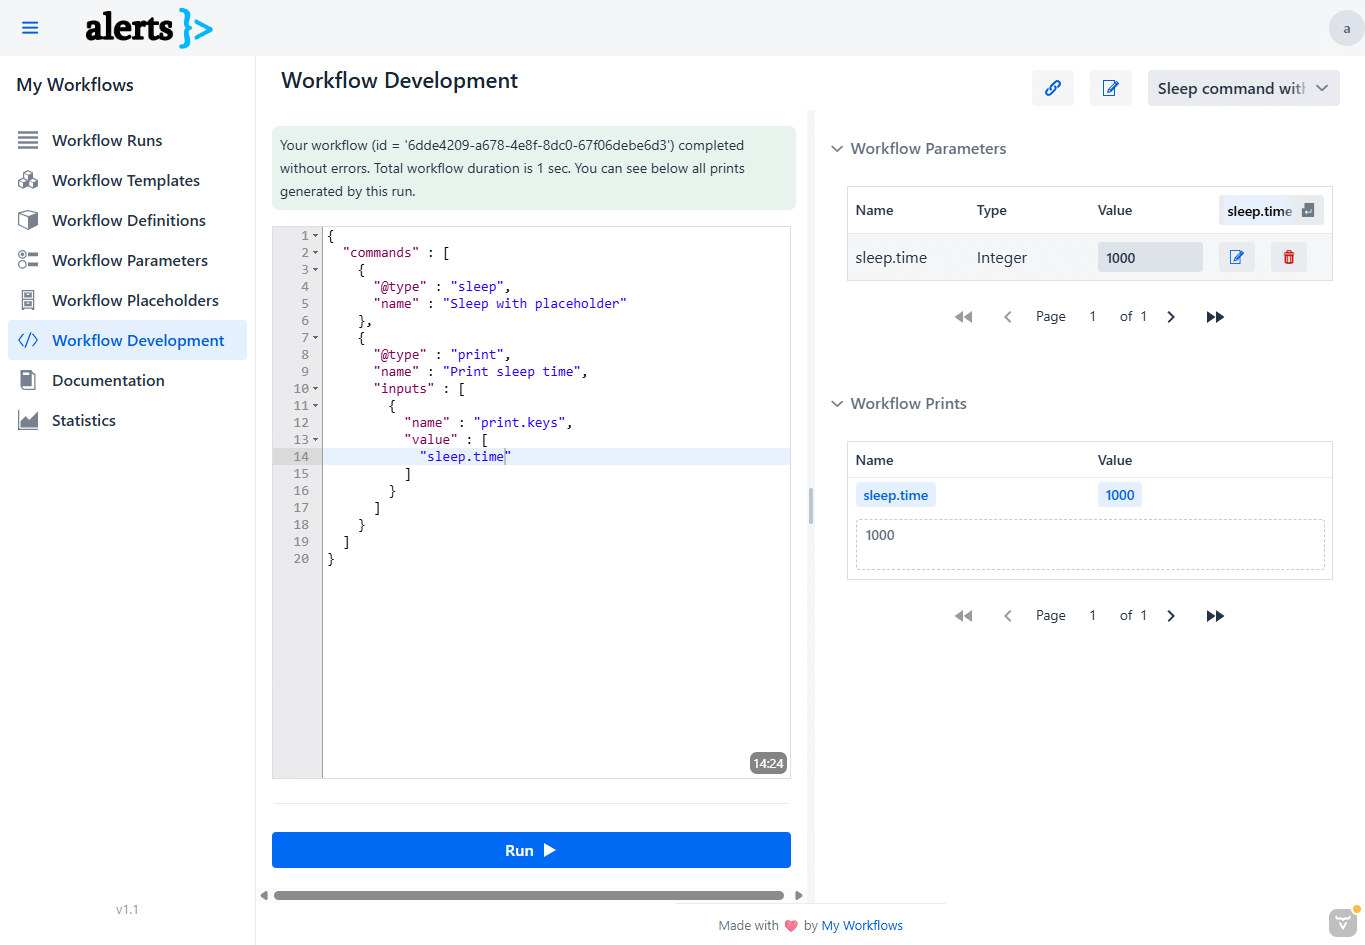 alerts
a
My Workflows
Workflow Runs
Workflow Templates
Workflow Definitions
Workflow Parameters
Workflow Placeholders
Workflow Development
Documentation
Statistics
v1.1
Workflow Development
Sleep command with
Your workflow (id = '6dde4209-a678-4e8f-8dc0-67f06debe6d3') completed
without errors. Total workflow duration is 1 sec. You can see below all prints
generated by this run.
1 {
2 "commands" : [
3 {
4 "@type" : "sleep",
5 "name" : "Sleep with placeholder"
6 },
7 {
8 "@type" : "print",
9 "name" : "Print sleep time",
10 "inputs" : [
11 {
12 "name" : "print.keys",
13 "value" : [
14 "sleep.time"
15 ]
16 }
17 ]
18 }
19 ]
20 }
14:24
Run
Workflow Parameters
Name Type Value sleep.time
sleep.time Integer 1000
Page 1 of 1
Workflow Prints
Name Value
sleep.time 1000
1000
Page 1 of 1
Made with by My Workflows